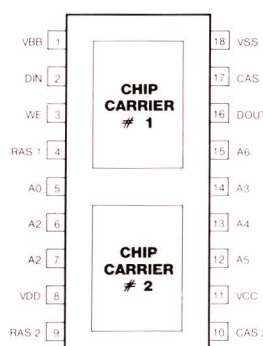 VBB 1
DIN 2
WE 3
RAS 1 4
A0 5
A2 6
A2 7
VDD 8
RAS 2 9
CHIP
CARRIER
# 1
CHIP
CARRIER
# 2
18 VSS
17 CAS
16 DOUT
15 A6
14 A3
13 A4
12 A5
11 VCC
10 CAS 2